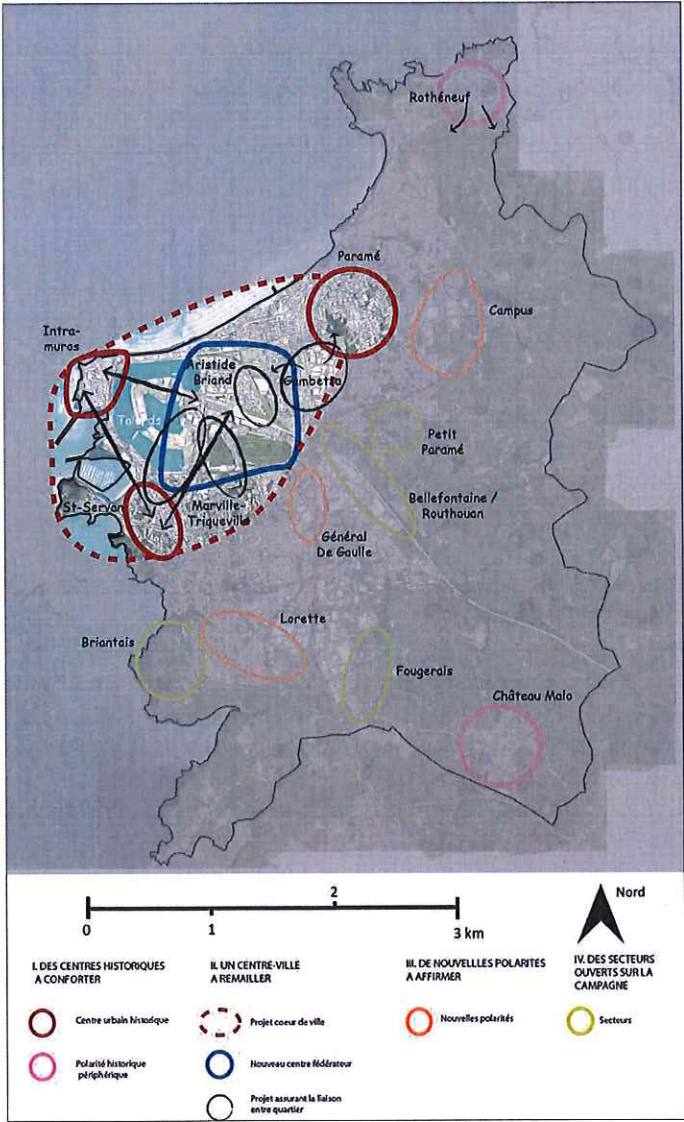 Rothéneuf
Paramé
Campus
Intra-
muros
Aristide
Briand
Gambetta
Talards
Petit
Paramé
St-Servan
Marville-
Triqueville
Bellefontaine /
Routhouan
Général
De Gaulle
Lorette
Briantais
Fougerais
Château Malo
Nord
0
1
2
3 km
I. DES CENTRES HISTORIQUES
A CONFORTER
Centre urbain historique
Polarité historique
périphérique
II. UN CENTRE-VILLE
A REMAILLER
Projet coeur de ville
Nouveau centre fédérateur
Projet assurant la liaison
entre quartier
III. DE NOUVELLLES POLARITÉS
A AFFIRMER
Nouvelles polarités
IV. DES SECTEURS
OUVERTS SUR LA
CAMPAGNE
Secteurs